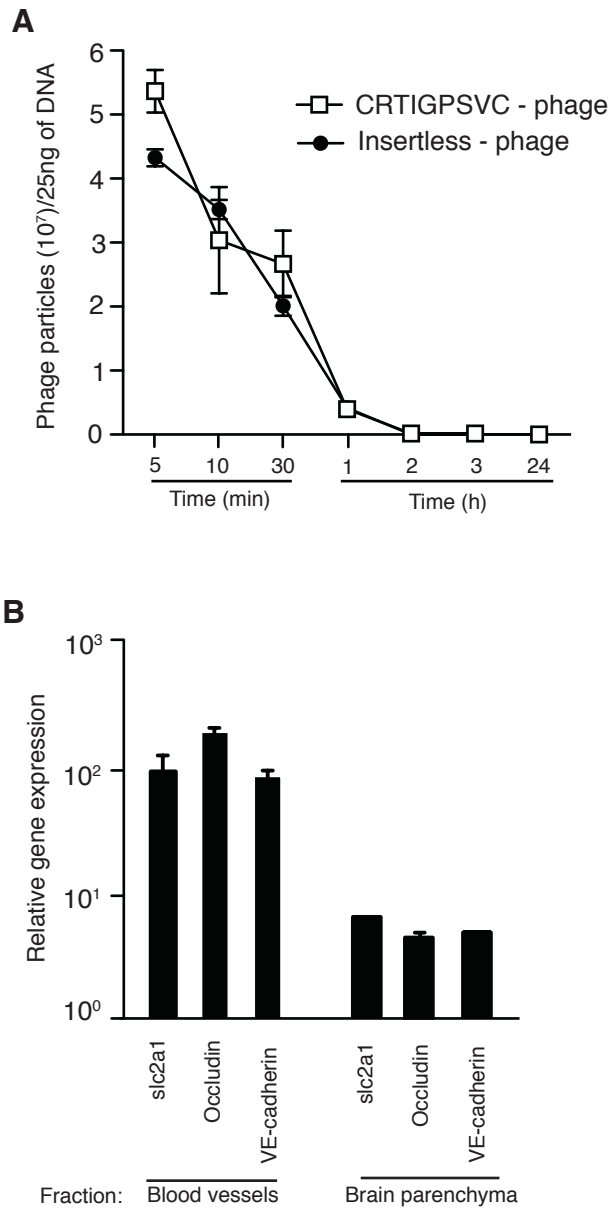 A
Phage particles (10⁷)/25ng of DNA
6
5
4
3
2
1
0
CRTIGPSVC - phage
Insertless - phage
5 10 30 1 2 3 24
Time (min) Time (h)
B
Relative gene expression
10³
10²
10¹
10⁰
slc2a1 Occludin VE-cadherin slc2a1 Occludin VE-cadherin
Fraction: Blood vessels Brain parenchyma